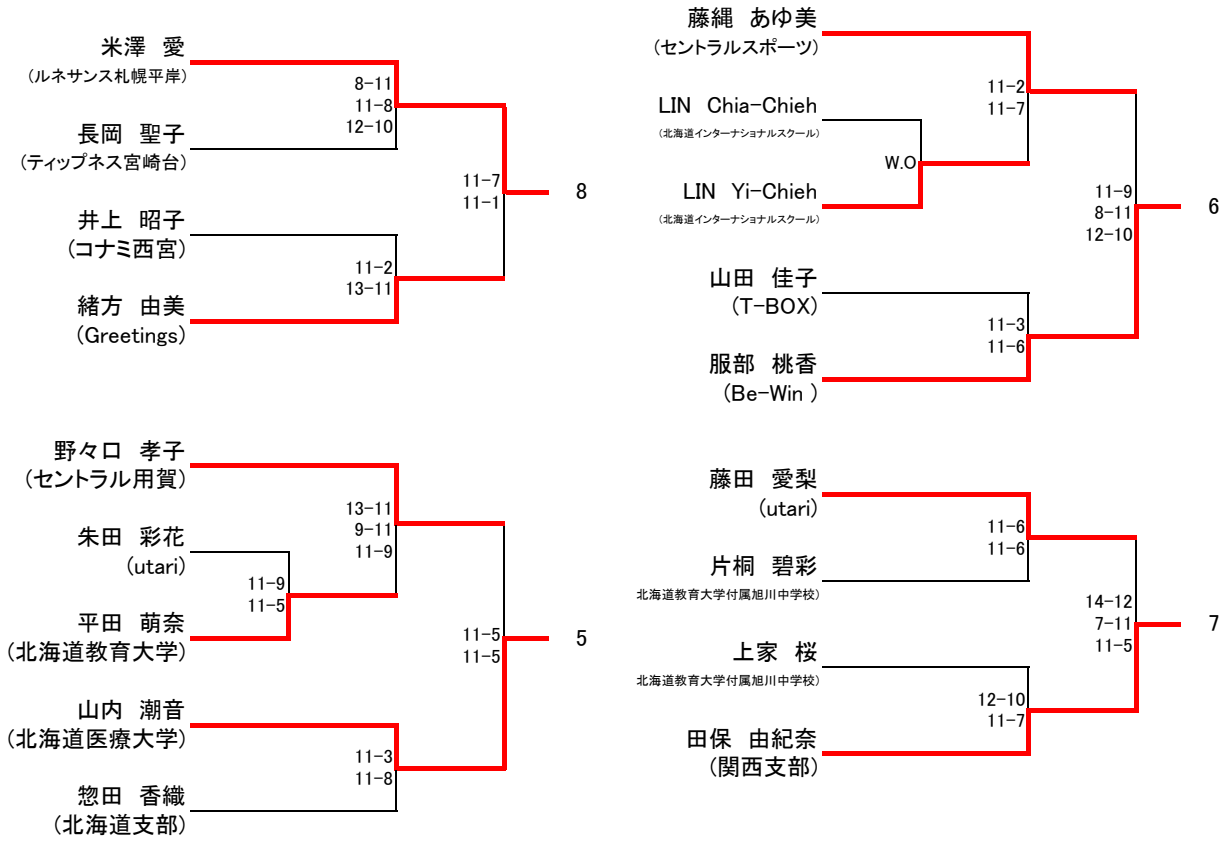 米澤 愛
(ルネサンス札幌平岸)
8-11
11-8
12-10
長岡 聖子
(ティップネス宮崎台)
11-7
11-1
8
井上 昭子
(コナミ西宮)
11-2
13-11
緒方 由美
(Greetings)
藤縄 あゆ美
(セントラルスポーツ)
11-2
11-7
LIN Chia-Chieh
(北海道インターナショナルスクール)
W.O
LIN Yi-Chieh
(北海道インターナショナルスクール)
11-9
8-11
12-10
6
山田 佳子
(T-BOX)
11-3
11-6
服部 桃香
(Be-Win )
野々口 孝子
(セントラル用賀)
13-11
9-11
11-9
朱田 彩花
(utari)
11-9
11-5
平田 萌奈
(北海道教育大学)
11-5
11-5
5
山内 潮音
(北海道医療大学)
11-3
11-8
惣田 香織
(北海道支部)
藤田 愛梨
(utari)
11-6
11-6
片桐 碧彩
北海道教育大学付属旭川中学校)
14-12
7-11
11-5
7
上家 桜
北海道教育大学付属旭川中学校)
12-10
11-7
田保 由紀奈
(関西支部)